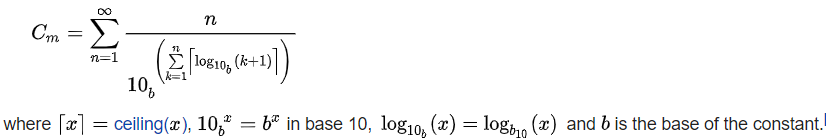 C_m = \sum_{n=1}^{\infty} \frac{n}{10_b^{\left(\sum_{k=1}^{n} \lceil \log_{10_b}(k+1) \rceil\right)}}
where ⌈x⌉ = ceiling(x), 10_b^x = b^x in base 10, log_{10_b}(x) = log_{b_{10}}(x) and b is the base of the constant.